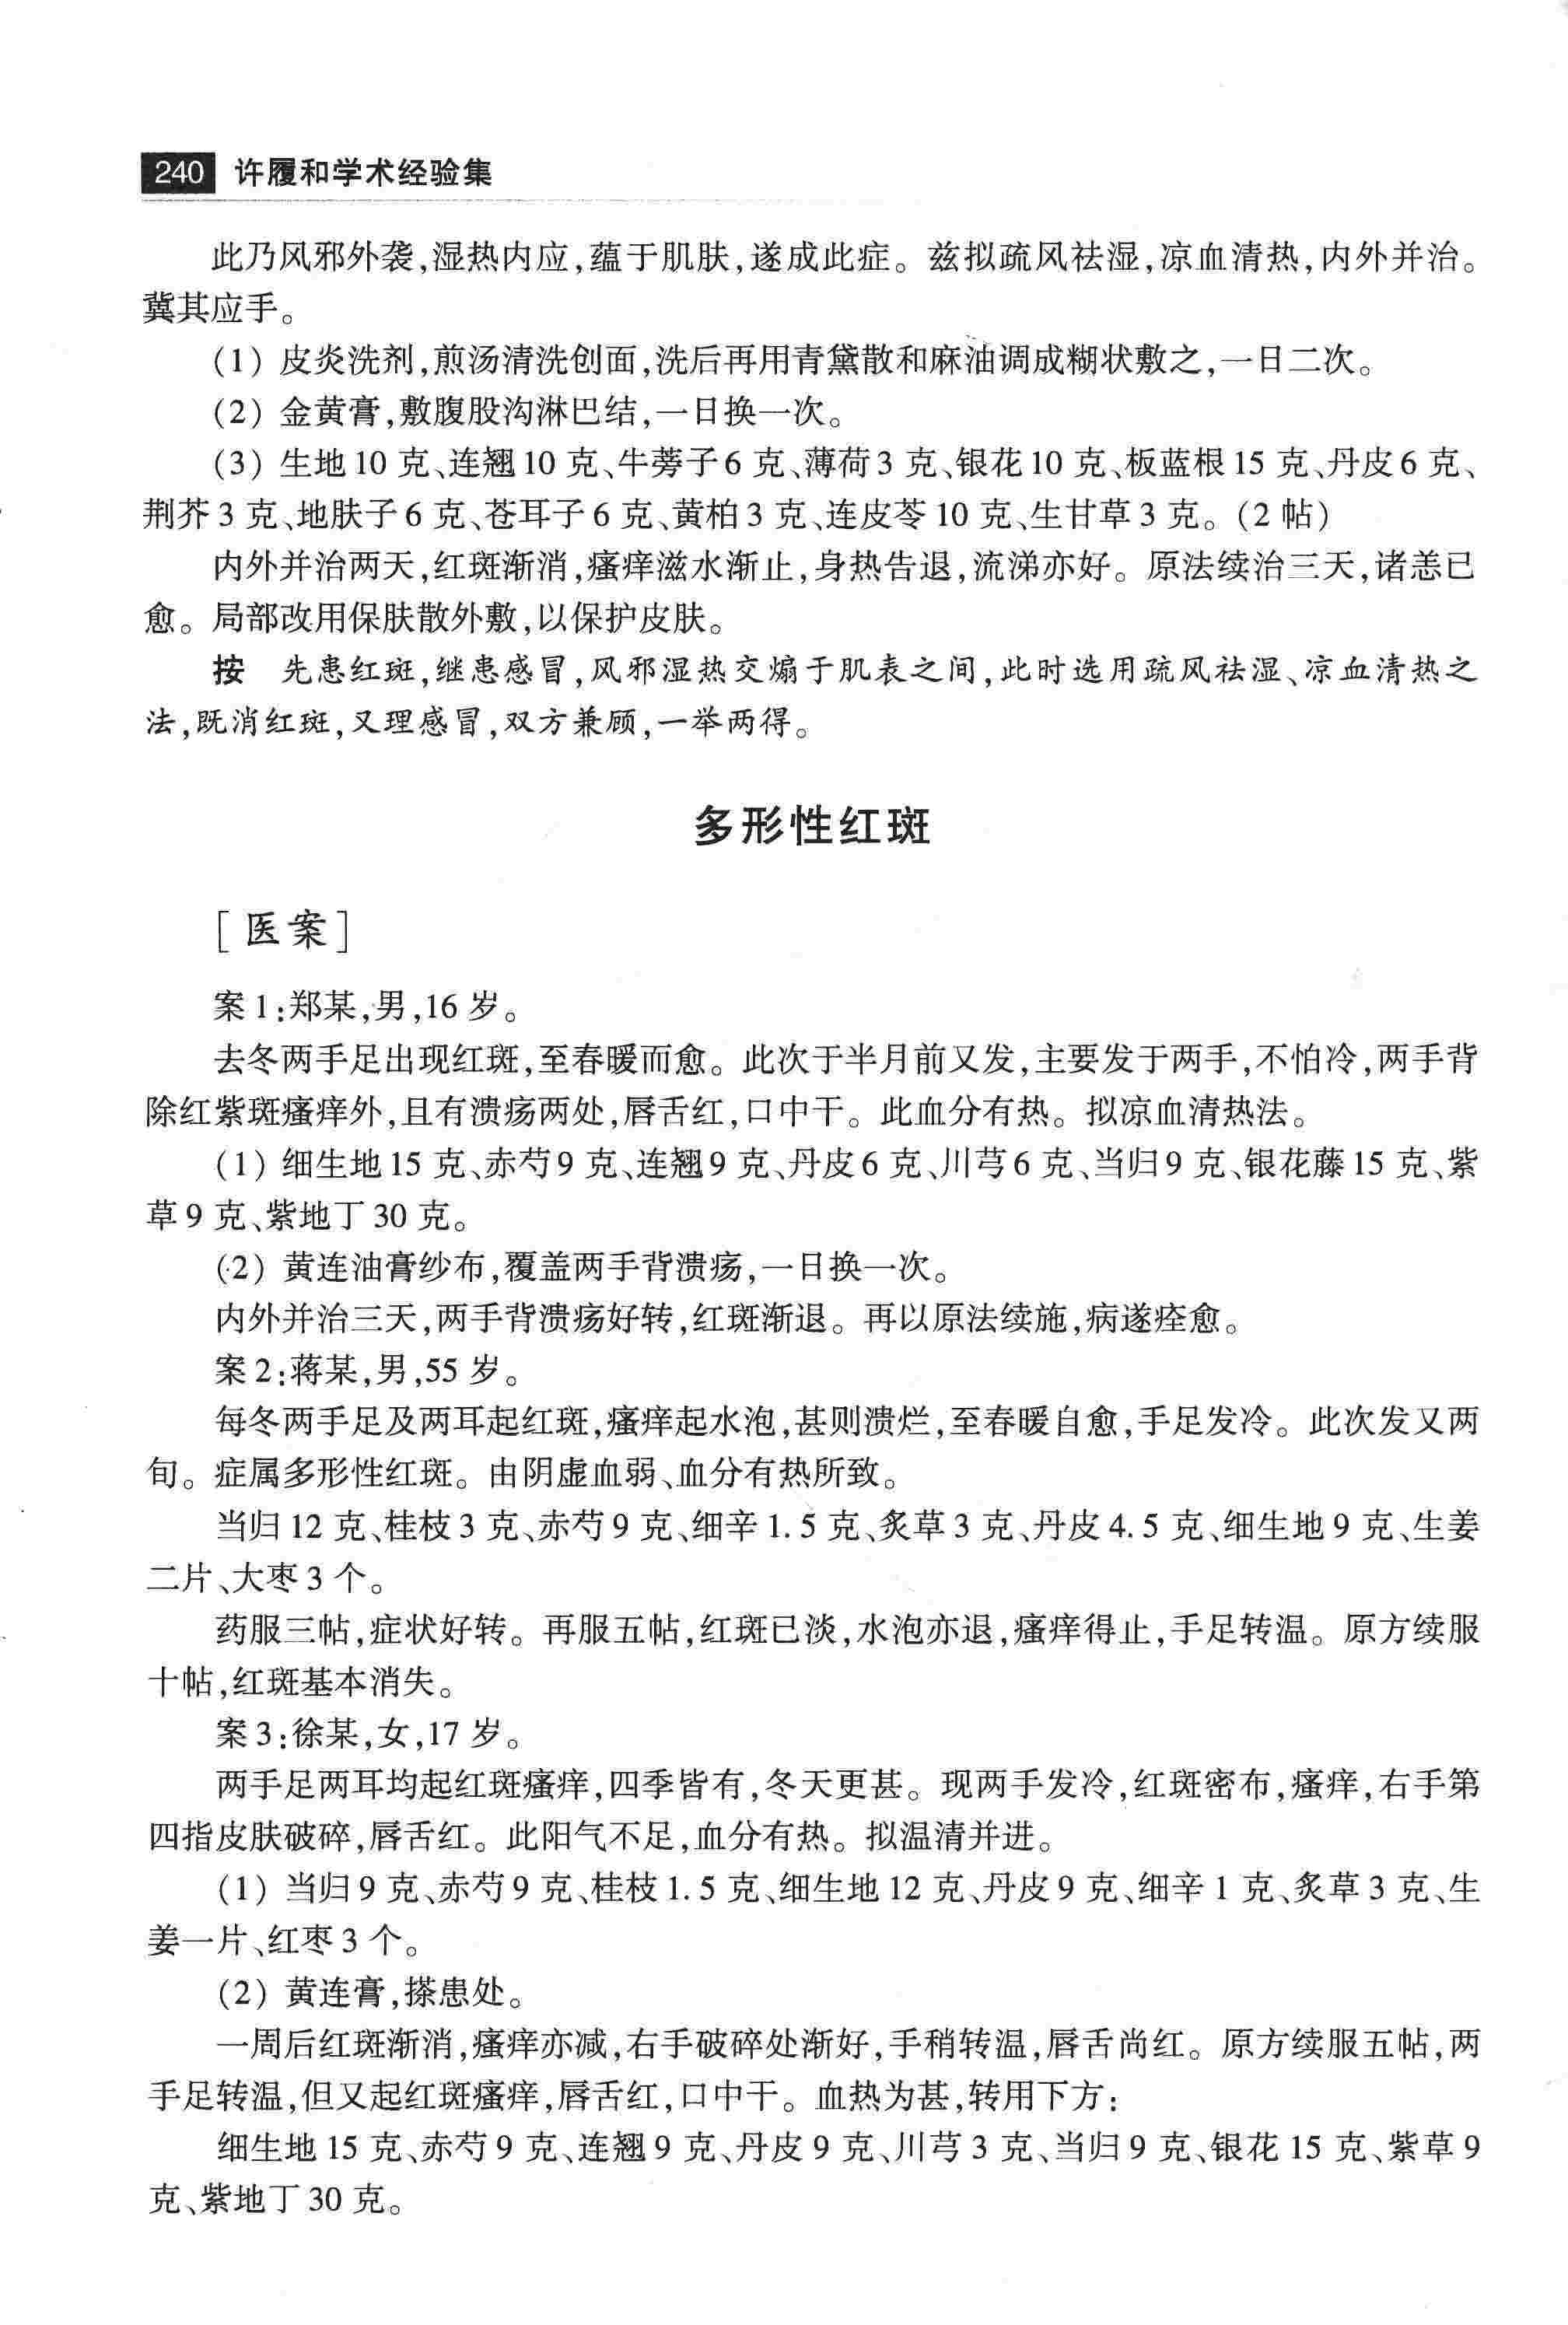 240 许履和学术经验集
此乃风邪外袭,湿热内应,蕴于肌肤,遂成此症。兹拟疏风祛湿,凉血清热,内外并治。
冀其应手。
(1) 皮炎洗剂,煎汤清洗创面,洗后再用青黛散和麻油调成糊状敷之,一日二次。
(2) 金黄膏,敷腹股沟淋巴结,一日换一次。
(3) 生地 10 克、连翘 10 克、牛蒡子 6 克、薄荷 3 克、银花 10 克、板蓝根 15 克、丹皮 6 克、
荆芥 3 克、地肤子 6 克、苍耳子 6 克、黄柏 3 克、连皮苓 10 克、生甘草 3 克。(2 帖)
内外并治两天,红斑渐消,瘙痒滋水渐止,身热告退,流涕亦好。原法续治三天,诸恙已
愈。局部改用保肤散外敷,以保护皮肤。
按 先患红斑,继患感冒,风邪湿热交煽于肌表之间,此时选用疏风祛湿、凉血清热之
法,既消红斑,又理感冒,双方兼顾,一举两得。
多形性红斑
[医案]
案 1:郑某,男,16 岁。
去冬两手足出现红斑,至春暖而愈。此次于半月前又发,主要发于两手,不怕冷,两手背
除红紫斑瘙痒外,且有溃疡两处,唇舌红,口中干。此血分有热。拟凉血清热法。
(1) 细生地 15 克、赤芍 9 克、连翘 9 克、丹皮 6 克、川芎 6 克、当归 9 克、银花藤 15 克、紫
草 9 克、紫地丁 30 克。
(2) 黄连油膏纱布,覆盖两手背溃疡,一日换一次。
内外并治三天,两手背溃疡好转,红斑渐退。再以原法续施,病遂痊愈。
案 2:蒋某,男,55 岁。
每冬两手足及两耳起红斑,瘙痒起水泡,甚则溃烂,至春暖自愈,手足发冷。此次发又两
旬。症属多形性红斑。由阴虚血弱、血分有热所致。
当归 12 克、桂枝 3 克、赤芍 9 克、细辛 1.5 克、炙草 3 克、丹皮 4.5 克、细生地 9 克、生姜
二片、大枣 3 个。
药服三帖,症状好转。再服五帖,红斑已淡,水泡亦退,瘙痒得止,手足转温。原方续服
十帖,红斑基本消失。
案 3:徐某,女,17 岁。
两手足两耳均起红斑瘙痒,四季皆有,冬天更甚。现两手发冷,红斑密布,瘙痒,右手第
四指皮肤破碎,唇舌红。此阳气不足,血分有热。拟温清并进。
(1) 当归 9 克、赤芍 9 克、桂枝 1.5 克、细生地 12 克、丹皮 9 克、细辛 1 克、炙草 3 克、生
姜一片、红枣 3 个。
(2) 黄连膏,搽患处。
一周后红斑渐消,瘙痒亦减,右手破碎处渐好,手稍转温,唇舌尚红。原方续服五帖,两
手足转温,但又起红斑瘙痒,唇舌红,口中干。血热为甚,转用下方:
细生地 15 克、赤芍 9 克、连翘 9 克、丹皮 9 克、川芎 3 克、当归 9 克、银花 15 克、紫草 9
克、紫地丁 30 克。